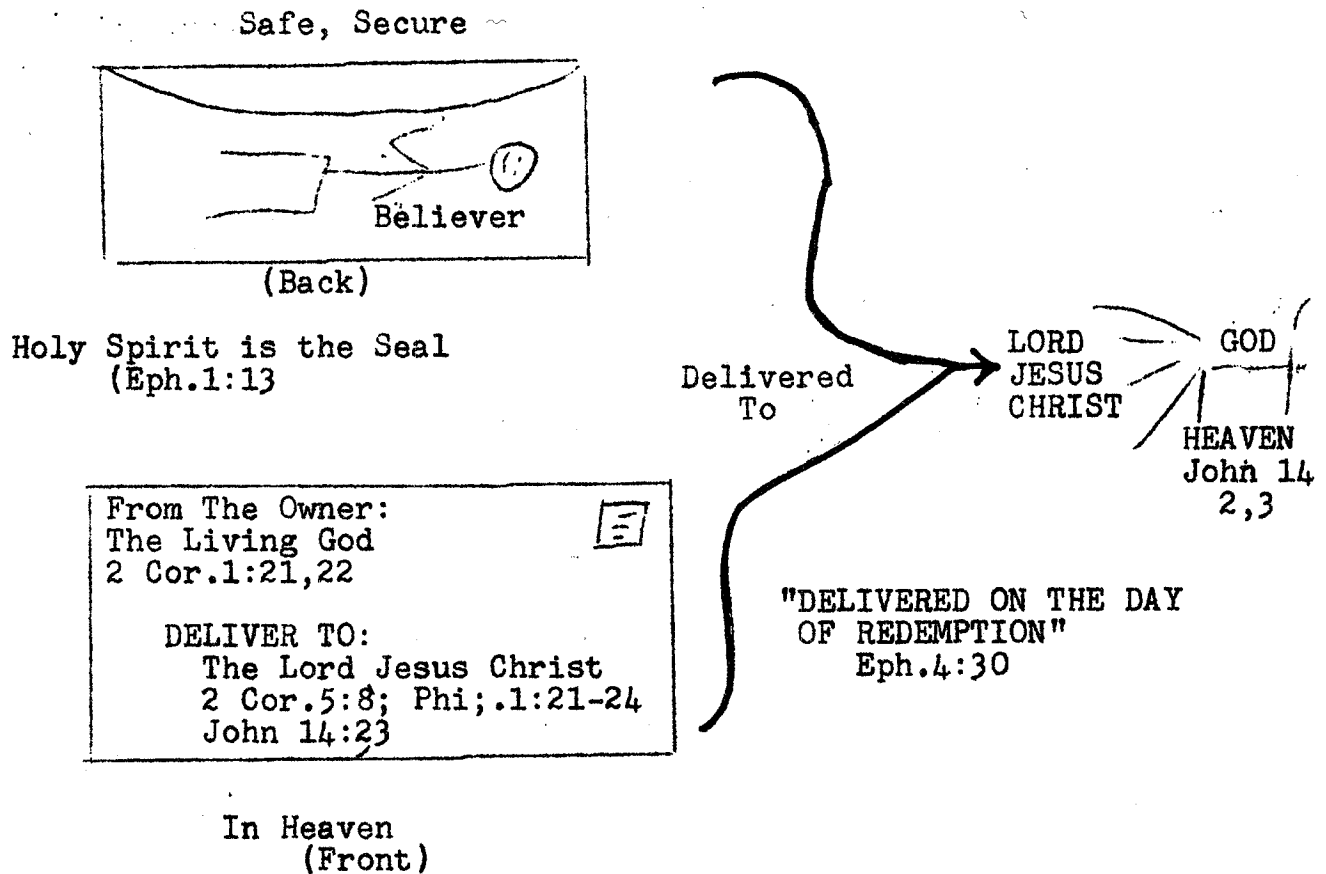 Safe, Secure
Believer
(Back)
Holy Spirit is the Seal
(Eph.1:13
Delivered
To
LORD
JESUS
CHRIST
GOD
HEAVEN
John 14
2,3
From The Owner:
The Living God
2 Cor.1:21,22
DELIVER TO:
The Lord Jesus Christ
2 Cor.5:8; Phi;.1:21-24
John 14:2,3
"DELIVERED ON THE DAY
OF REDEMPTION"
Eph.4:30
In Heaven
(Front)